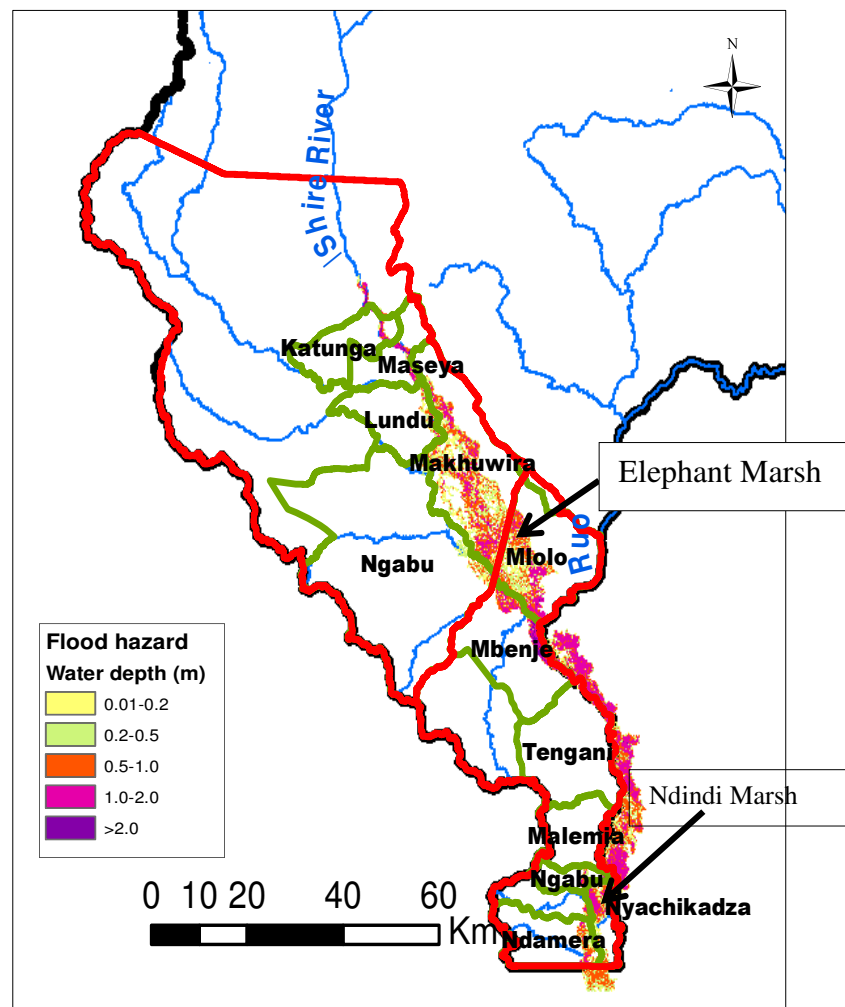 N
Shire River
Katunga
Maseya
Lundu
Makhuwira
Elephant Marsh
Ruo
Mlolo
Ngabu
Mbenje
Tengani
Ndindi Marsh
Malemia
Ngabu
Nyachikadza
Ndamera
Flood hazard
Water depth (m)
0.01-0.2
0.2-0.5
0.5-1.0
1.0-2.0
>2.0
0 10 20 40 60
Km